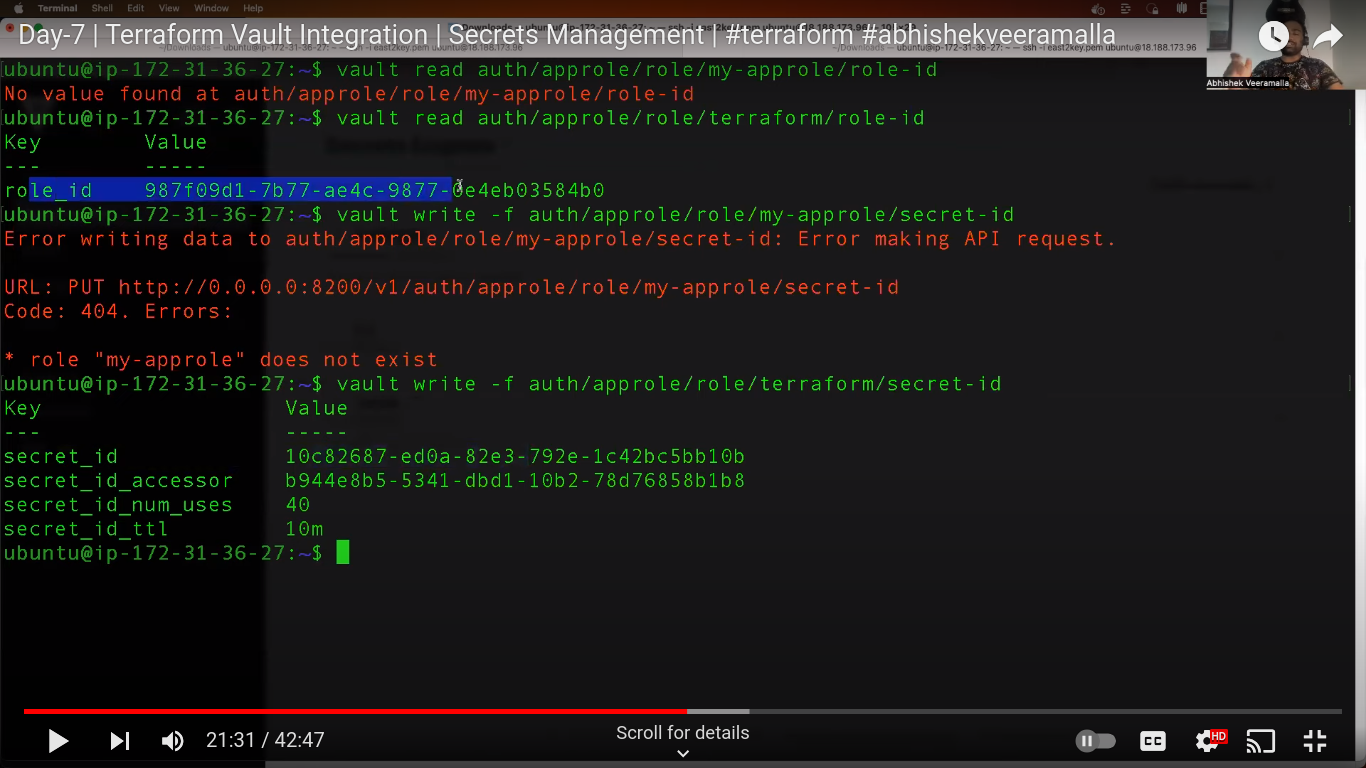 Terminal Shell Edit View Window Help
Day-7 | Terraform Vault Integration | Secrets Management | #terraform #abhishekveeramalla
Abhishek Veeramalla
ubuntu@ip-172-31-36-27:~$ vault read auth/approle/role/my-approle/role-id
No value found at auth/approle/role/my-approle/role-id
ubuntu@ip-172-31-36-27:~$ vault read auth/approle/role/terraform/role-id
Key Value
--- -----
role_id 987f09d1-7b77-ae4c-9877-0e4eb03584b0
ubuntu@ip-172-31-36-27:~$ vault write -f auth/approle/role/my-approle/secret-id
Error writing data to auth/approle/role/my-approle/secret-id: Error making API request.
URL: PUT http://0.0.0.0:8200/v1/auth/approle/role/my-approle/secret-id
Code: 404. Errors:
* role "my-approle" does not exist
ubuntu@ip-172-31-36-27:~$ vault write -f auth/approle/role/terraform/secret-id
Key Value
--- -----
secret_id 10c82687-ed0a-82e3-792e-1c42bc5bb10b
secret_id_accessor b944e8b5-5341-dbd1-10b2-78d76858b1b8
secret_id_num_uses 40
secret_id_ttl 10m
ubuntu@ip-172-31-36-27:~$
Scroll for details
21:31 / 42:47
CC
HD